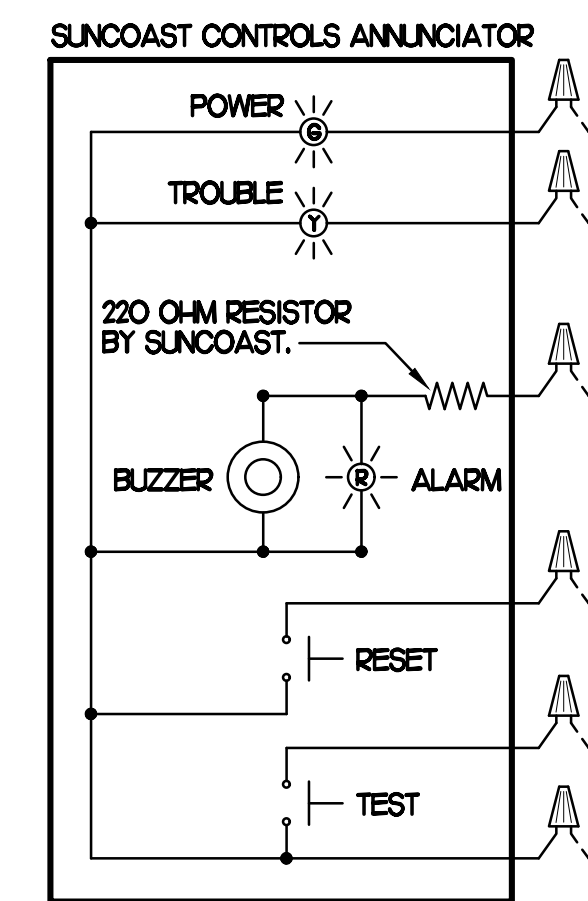 SUNCOAST CONTROLS ANNUNCIATOR
POWER
G
TROUBLE
Y
220 OHM RESISTOR
BY SUNCOAST.
BUZZER
R
ALARM
RESET
TEST